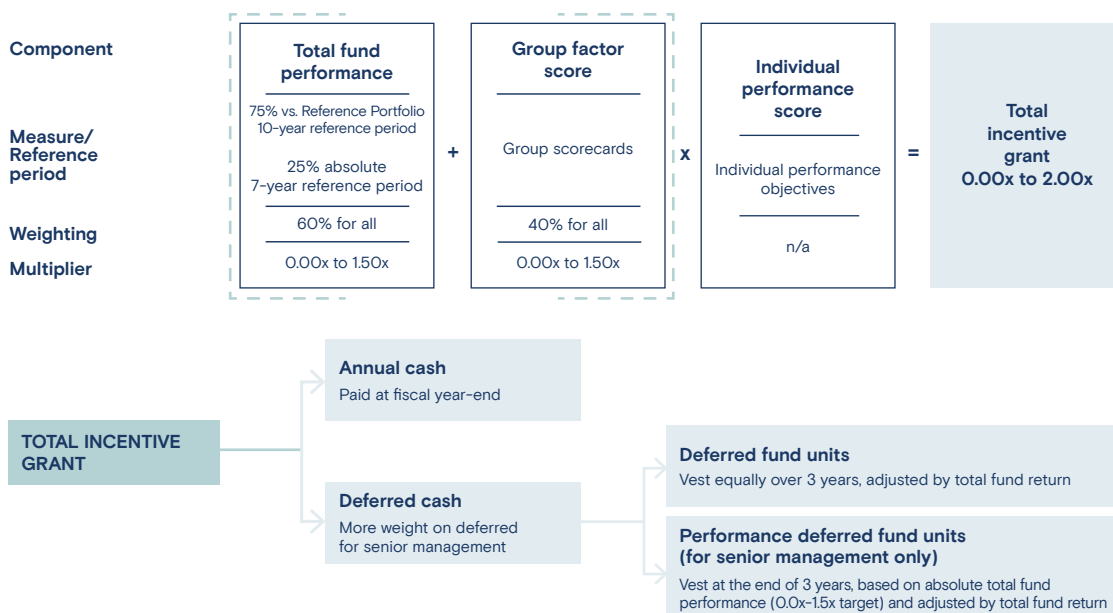 Component
Total fund
performance
Group factor
score
Individual
performance
score
Total
incentive
grant
0.00x to 2.00x
Measure/
Reference
period
75% vs. Reference Portfolio
10-year reference period
25% absolute
7-year reference period
+
Group scorecards
x
Individual performance
objectives
=
Weighting
60% for all
40% for all
n/a
Multiplier
0.00x to 1.50x
0.00x to 1.50x
TOTAL INCENTIVE
GRANT
Annual cash
Paid at fiscal year-end
Deferred cash
More weight on deferred
for senior management
Deferred fund units
Vest equally over 3 years, adjusted by total fund return
Performance deferred fund units
(for senior management only)
Vest at the end of 3 years, based on absolute total fund
performance (0.0x-1.5x target) and adjusted by total fund return